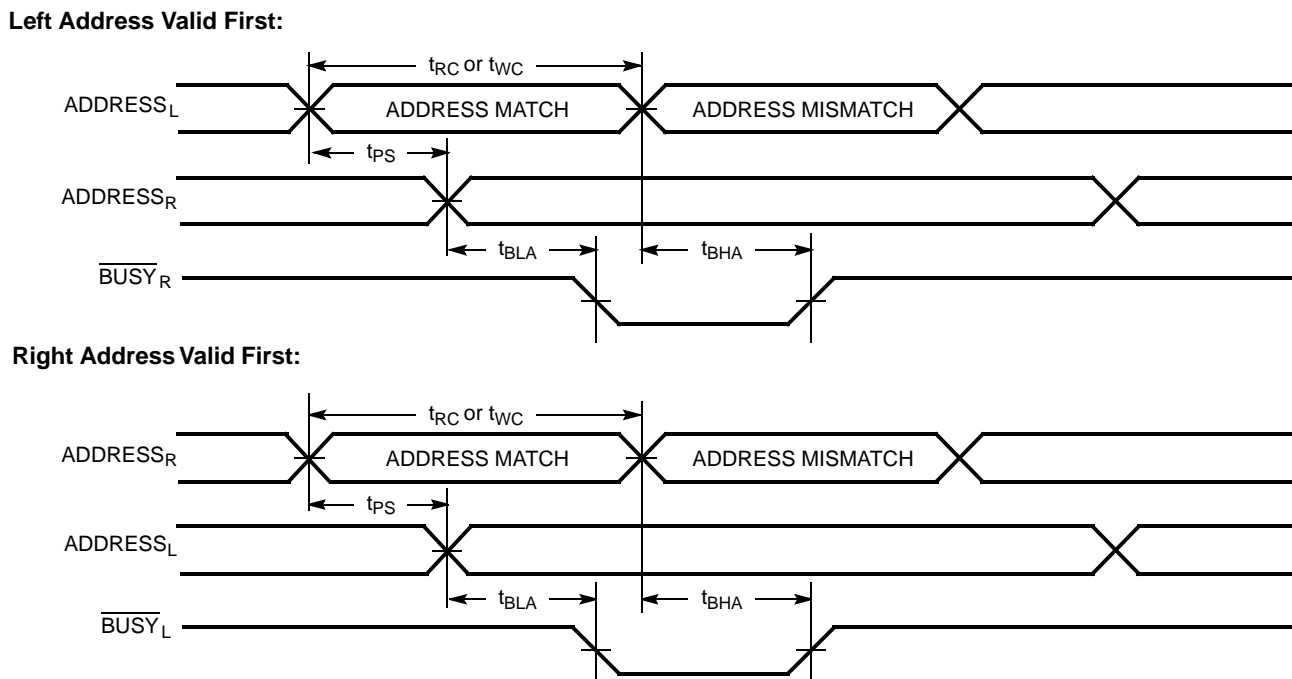 Left Address Valid First:
tRC or tWC
ADDRESSL
ADDRESS MATCH
ADDRESS MISMATCH
tPS
ADDRESSR
tBLA
tBHA
BUSYR
Right Address Valid First:
tRC or tWC
ADDRESSR
ADDRESS MATCH
ADDRESS MISMATCH
tPS
ADDRESSL
tBLA
tBHA
BUSYL